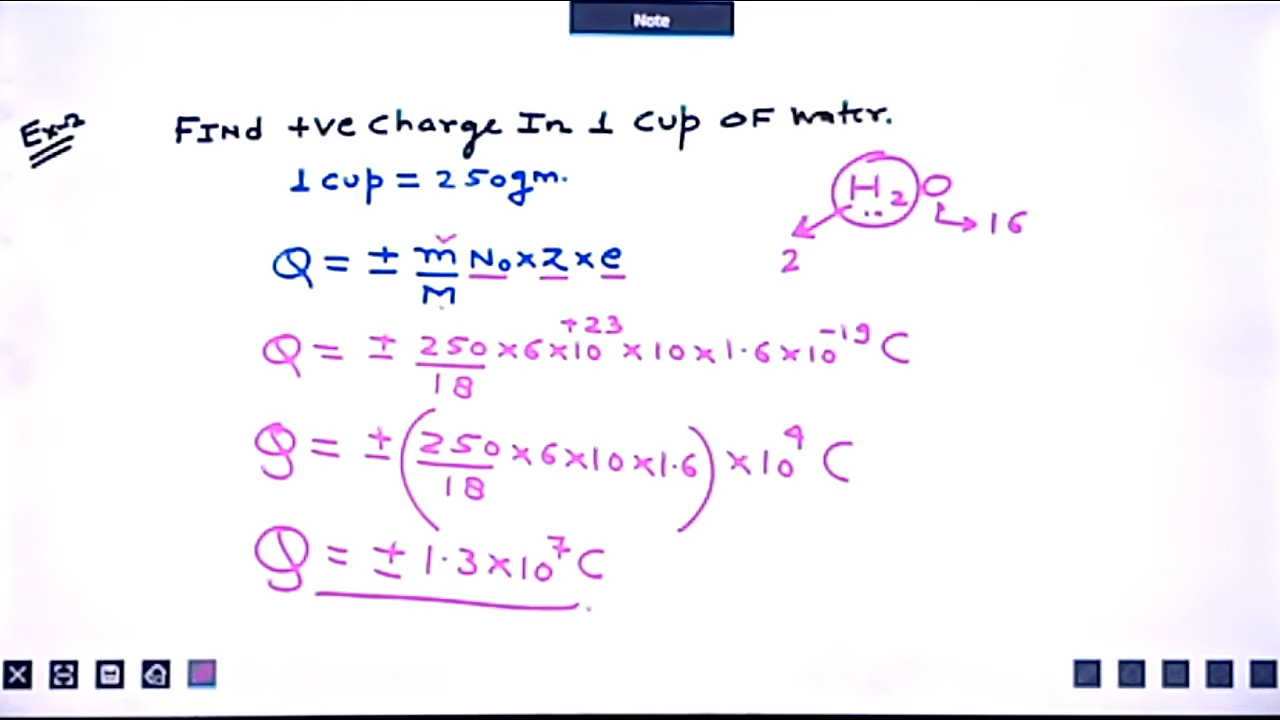 Note
Ex-2 FIND +ve charge In 1 cup OF water.
1 cup = 250gm.
H₂O
2
16
Q = ± m/M N₀ × Z × e
Q = ± 250/18 × 6 × 10⁺²³ × 10 × 1.6 × 10⁻¹⁹ C
Q = ± (250/18 × 6 × 10 × 1.6) × 10⁴ C
Q = ± 1.3 × 10⁷ C